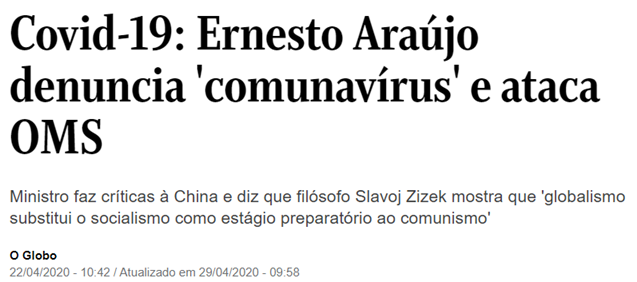 Covid-19: Ernesto Araújo
denuncia 'comunavírus' e ataca
OMS
Ministro faz críticas à China e diz que filósofo Slavoj Zizek mostra que 'globalismo
substitui o socialismo como estágio preparatório ao comunismo'
O Globo
22/04/2020 - 10:42 / Atualizado em 29/04/2020 - 09:58